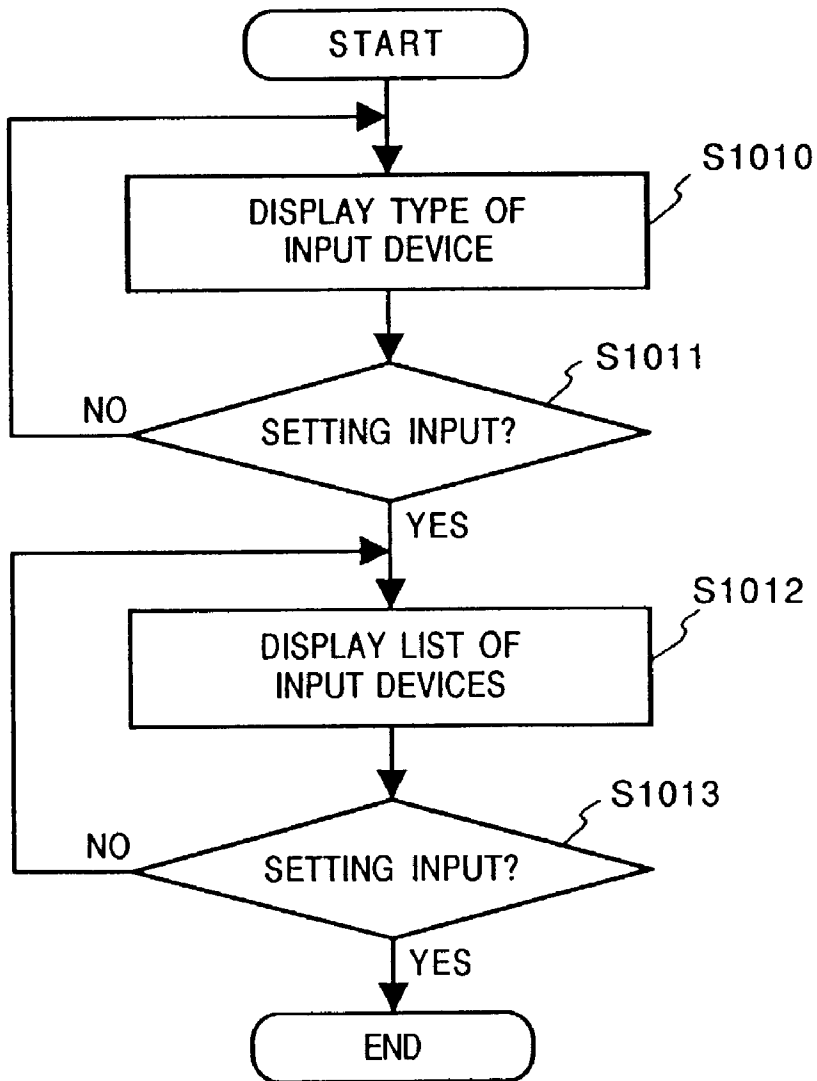 START
S1010
DISPLAY TYPE OF
INPUT DEVICE
S1011
NO
SETTING INPUT?
YES
S1012
DISPLAY LIST OF
INPUT DEVICES
S1013
NO
SETTING INPUT?
YES
END